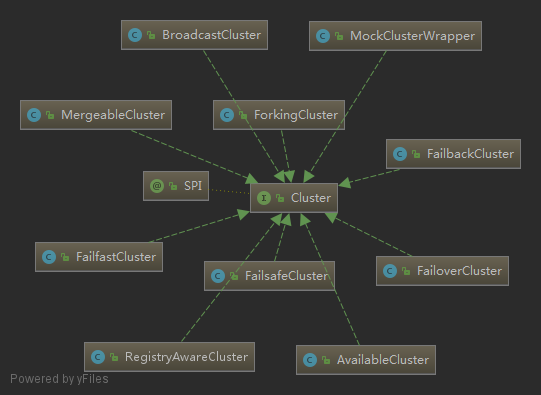 BroadcastCluster
MockClusterWrapper
MergeableCluster
ForkingCluster
FailbackCluster
SPI
Cluster
FailfastCluster
FailsafeCluster
FailoverCluster
RegistryAwareCluster
AvailableCluster
Powered by yFiles